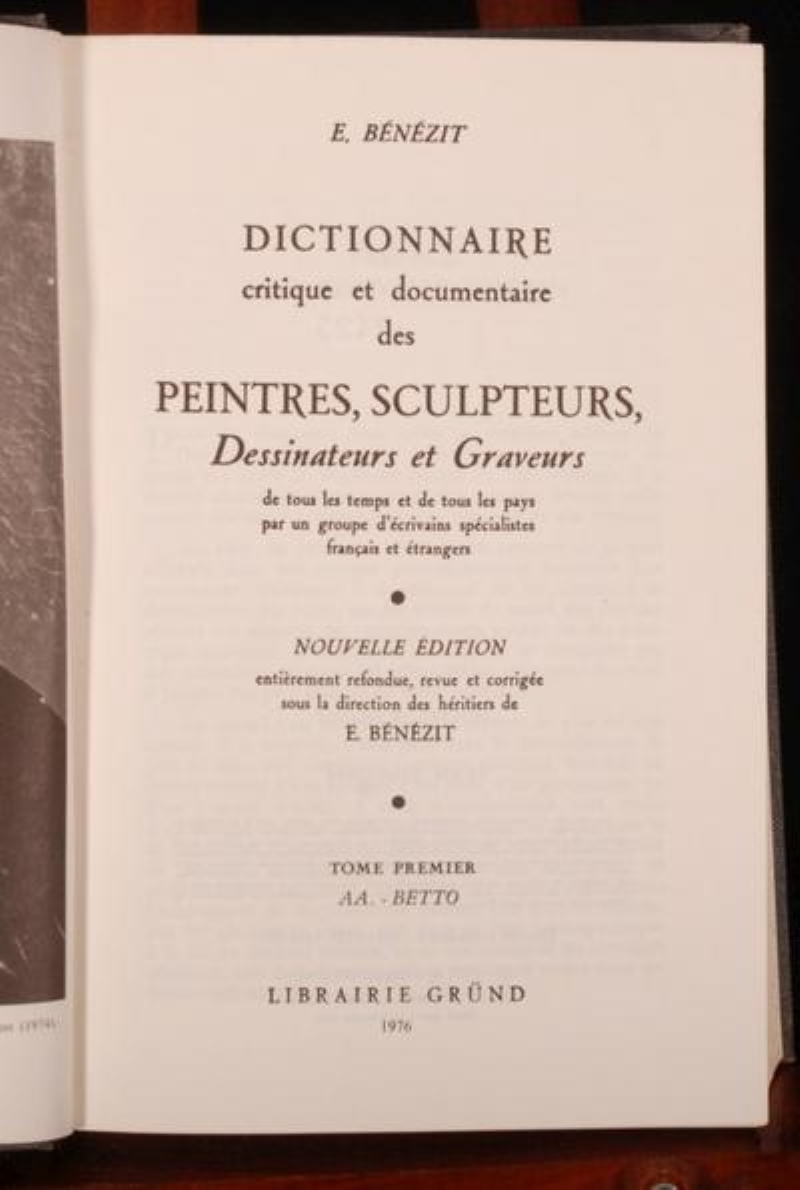 E. BÉNÉZIT
DICTIONNAIRE
critique et documentaire
des
PEINTRES, SCULPTEURS,
Dessinateurs et Graveurs
de tous les temps et de tous les pays
par un groupe d'écrivains spécialistes
français et étrangers
NOUVELLE ÉDITION
entièrement refondue, revue et corrigée
sous la direction des héritiers de
E. BÉNÉZIT
TOME PREMIER
AA. - BETTO
LIBRAIRIE GRÜND
1976